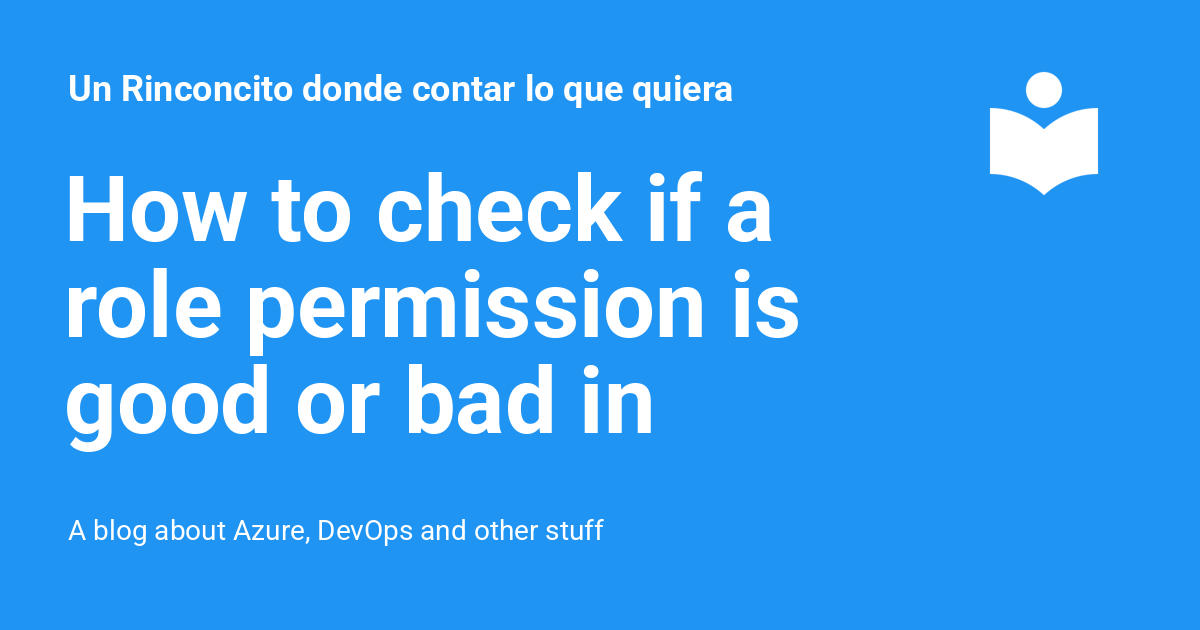 Un Rinconcito donde contar lo que quiera
How to check if a
role permission is
good or bad in
A blog about Azure, DevOps and other stuff